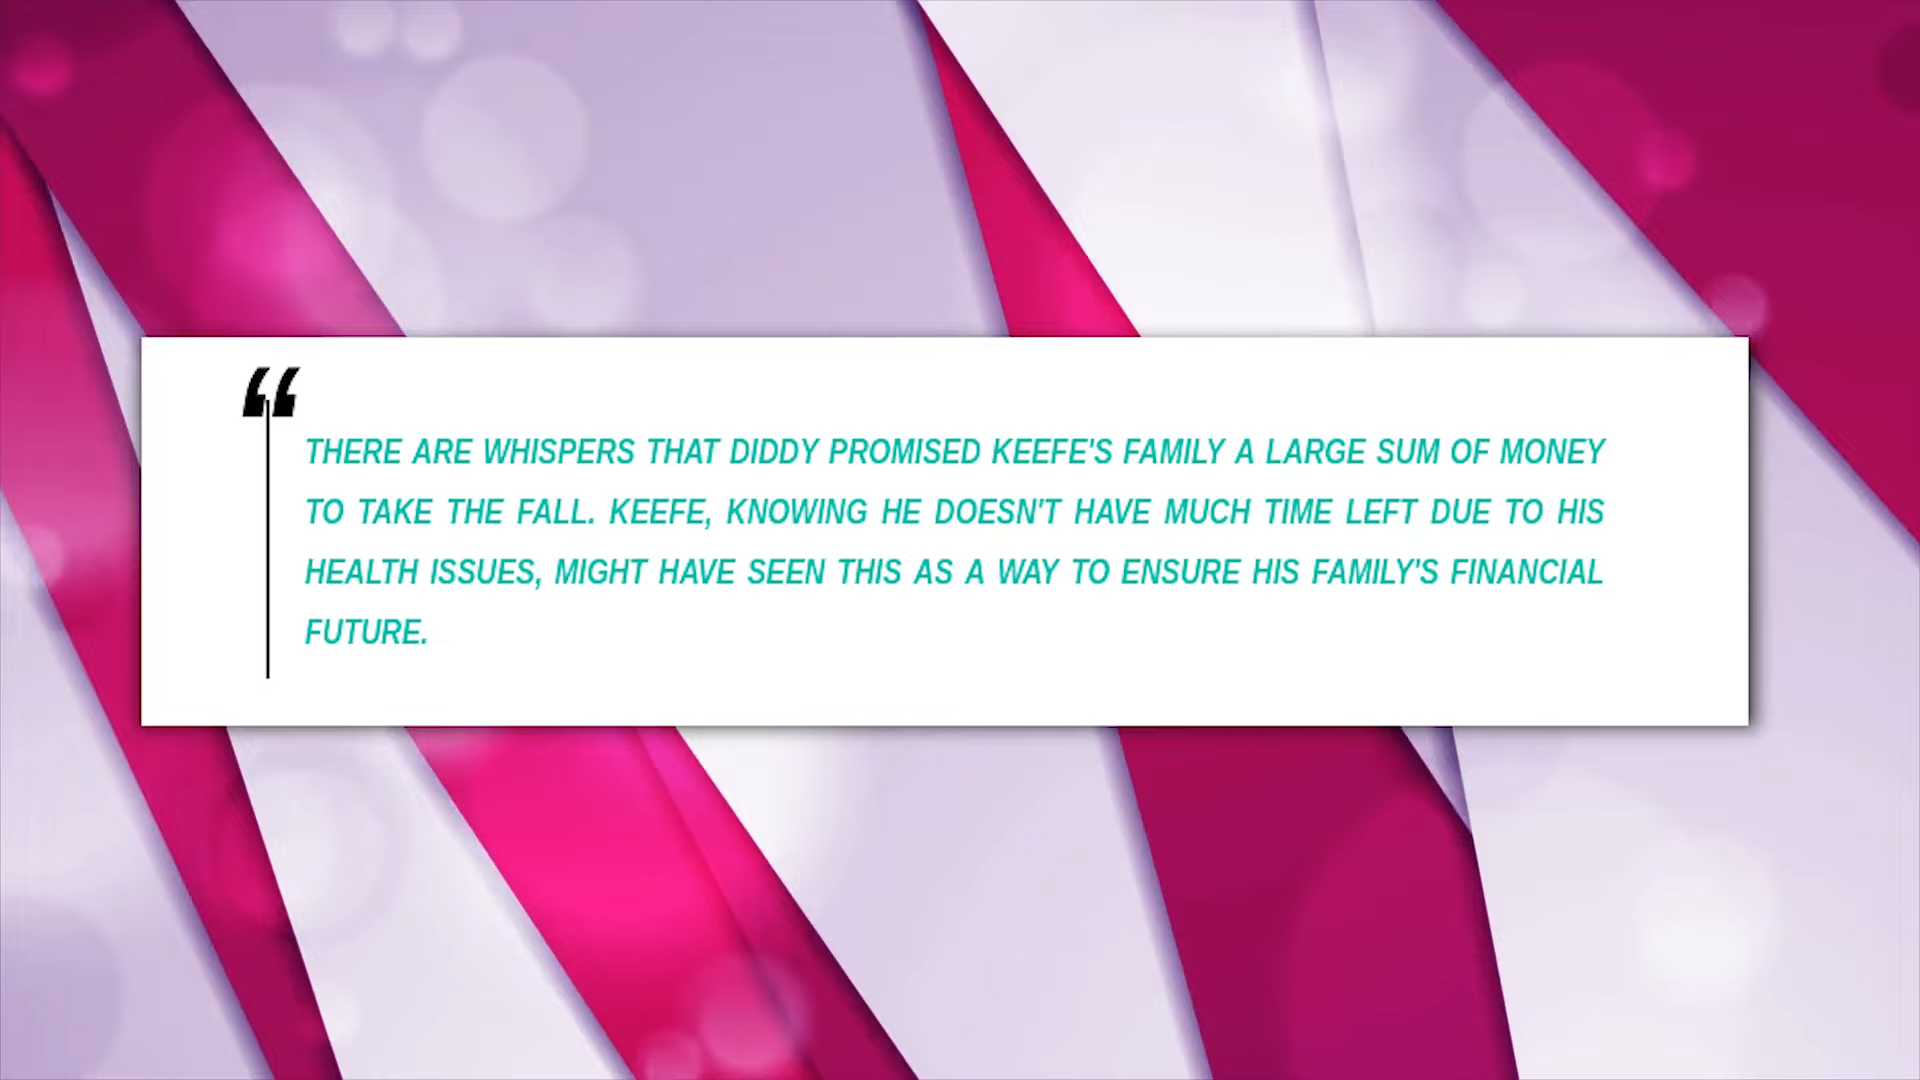 “
THERE ARE WHISPERS THAT DIDDY PROMISED KEEFE'S FAMILY A LARGE SUM OF MONEY
TO TAKE THE FALL. KEEFE, KNOWING HE DOESN'T HAVE MUCH TIME LEFT DUE TO HIS
HEALTH ISSUES, MIGHT HAVE SEEN THIS AS A WAY TO ENSURE HIS FAMILY'S FINANCIAL
FUTURE.